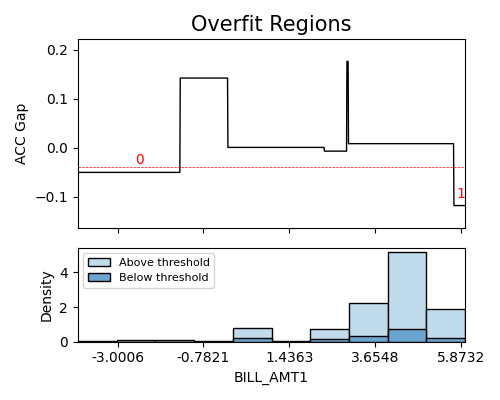 Overfit Regions
ACC Gap
0.2
0.1
0.0
−0.1
0
1
Density
4
2
0
Above threshold
Below threshold
-3.0006 -0.7821 1.4363 3.6548 5.8732
BILL_AMT1